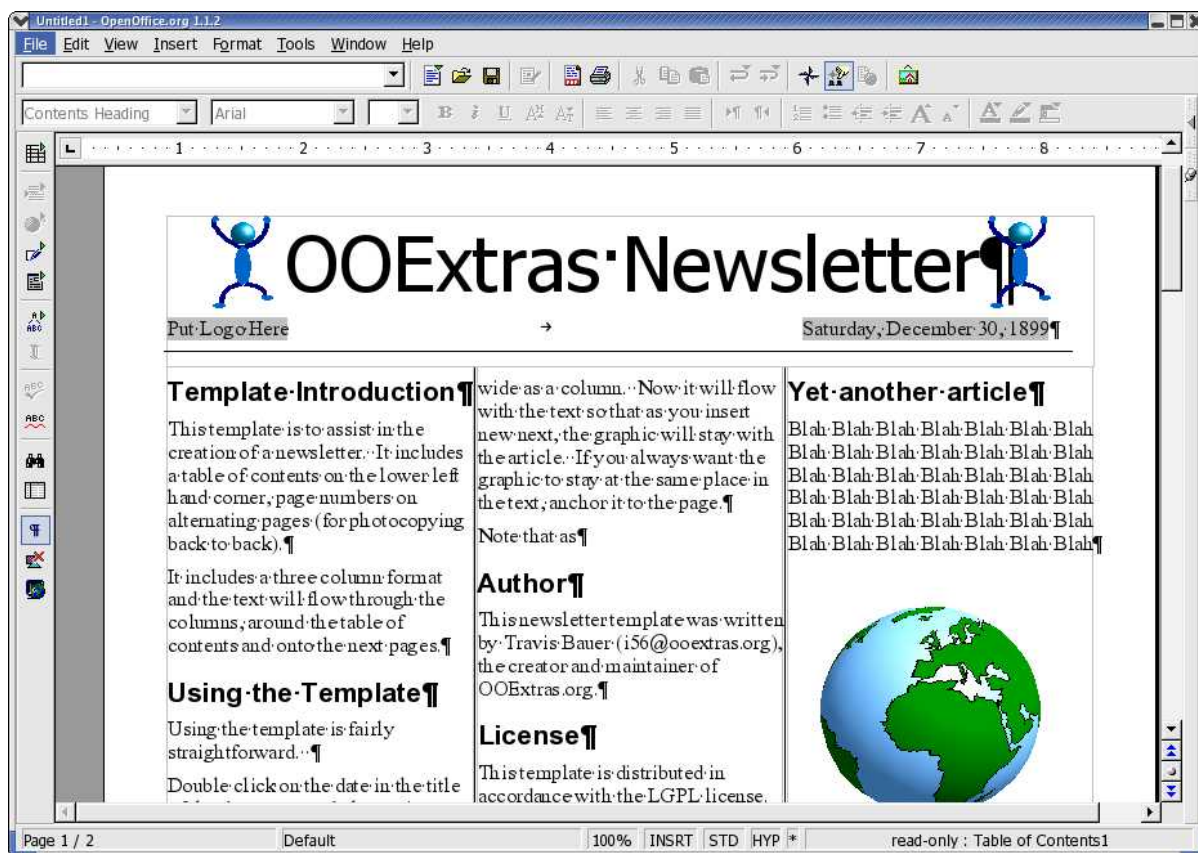 Untitled1 - OpenOffice.org 1.1.2
File Edit View Insert Format Tools Window Help
Contents Heading Arial
1 2 3 4 5 6 7 8
OOExtras·Newsletter¶
Put·Logo·Here → Saturday,·December·30,·1899¶
Template·Introduction¶
This·template·is·to·assist·in·the·
creation·of·a·newsletter.··It·includes·
a·table·of·contents·on·the·lower·left·
hand·corner,·page·numbers·on·
alternating·pages·(for·photocopying·
back·to·back).¶
It·includes·a·three·column·format·
and·the·text·will·flow·through·the·
columns,·around·the·table·of·
contents·and·onto·the·next·pages.¶
Using·the·Template¶
Using·the·template·is·fairly·
straightforward.··¶
Double·click·on·the·date·in·the·title·
wide·as·a·column.··Now·it·will·flow·
with·the·text·so·that·as·you·insert·
new·next,·the·graphic·will·stay·with·
the·article.··If·you·always·want·the·
graphic·to·stay·at·the·same·place·in·
the·text,·anchor·it·to·the·page.¶
Note·that·as¶
Author¶
This·newsletter·template·was·written·
by·Travis·Bauer·(i56@ooextras.org),·
the·creator·and·maintainer·of·
OOExtras.org.¶
License¶
This·template·is·distributed·in·
accordance·with·the·LGPL·license.
Yet·another·article¶
Blah·Blah·Blah·Blah·Blah·Blah·Blah·
Blah·Blah·Blah·Blah·Blah·Blah·Blah·
Blah·Blah·Blah·Blah·Blah·Blah·Blah·
Blah·Blah·Blah·Blah·Blah·Blah·Blah·
Blah·Blah·Blah·Blah·Blah·Blah·Blah·
Blah·Blah·Blah·Blah·Blah·Blah·Blah¶
Page 1 / 2 Default 100% INSRT STD HYP * read-only : Table of Contents1